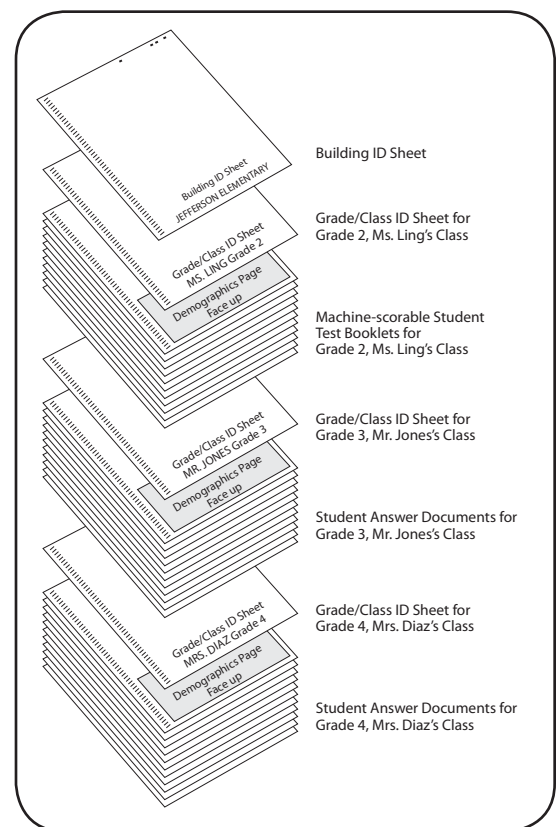 Building ID Sheet
JEFFERSON ELEMENTARY
Building ID Sheet
Grade/Class ID Sheet
MS. LING Grade 2
Grade/Class ID Sheet for
Grade 2, Ms. Ling's Class
Demographics Page
Face up
Machine-scorable Student
Test Booklets for
Grade 2, Ms. Ling's Class
Grade/Class ID Sheet
MR. JONES Grade 3
Grade/Class ID Sheet for
Grade 3, Mr. Jones's Class
Demographics Page
Face up
Student Answer Documents for
Grade 3, Mr. Jones's Class
Grade/Class ID Sheet
MRS. DIAZ Grade 4
Grade/Class ID Sheet for
Grade 4, Mrs. Diaz's Class
Demographics Page
Face up
Student Answer Documents for
Grade 4, Mrs. Diaz's Class